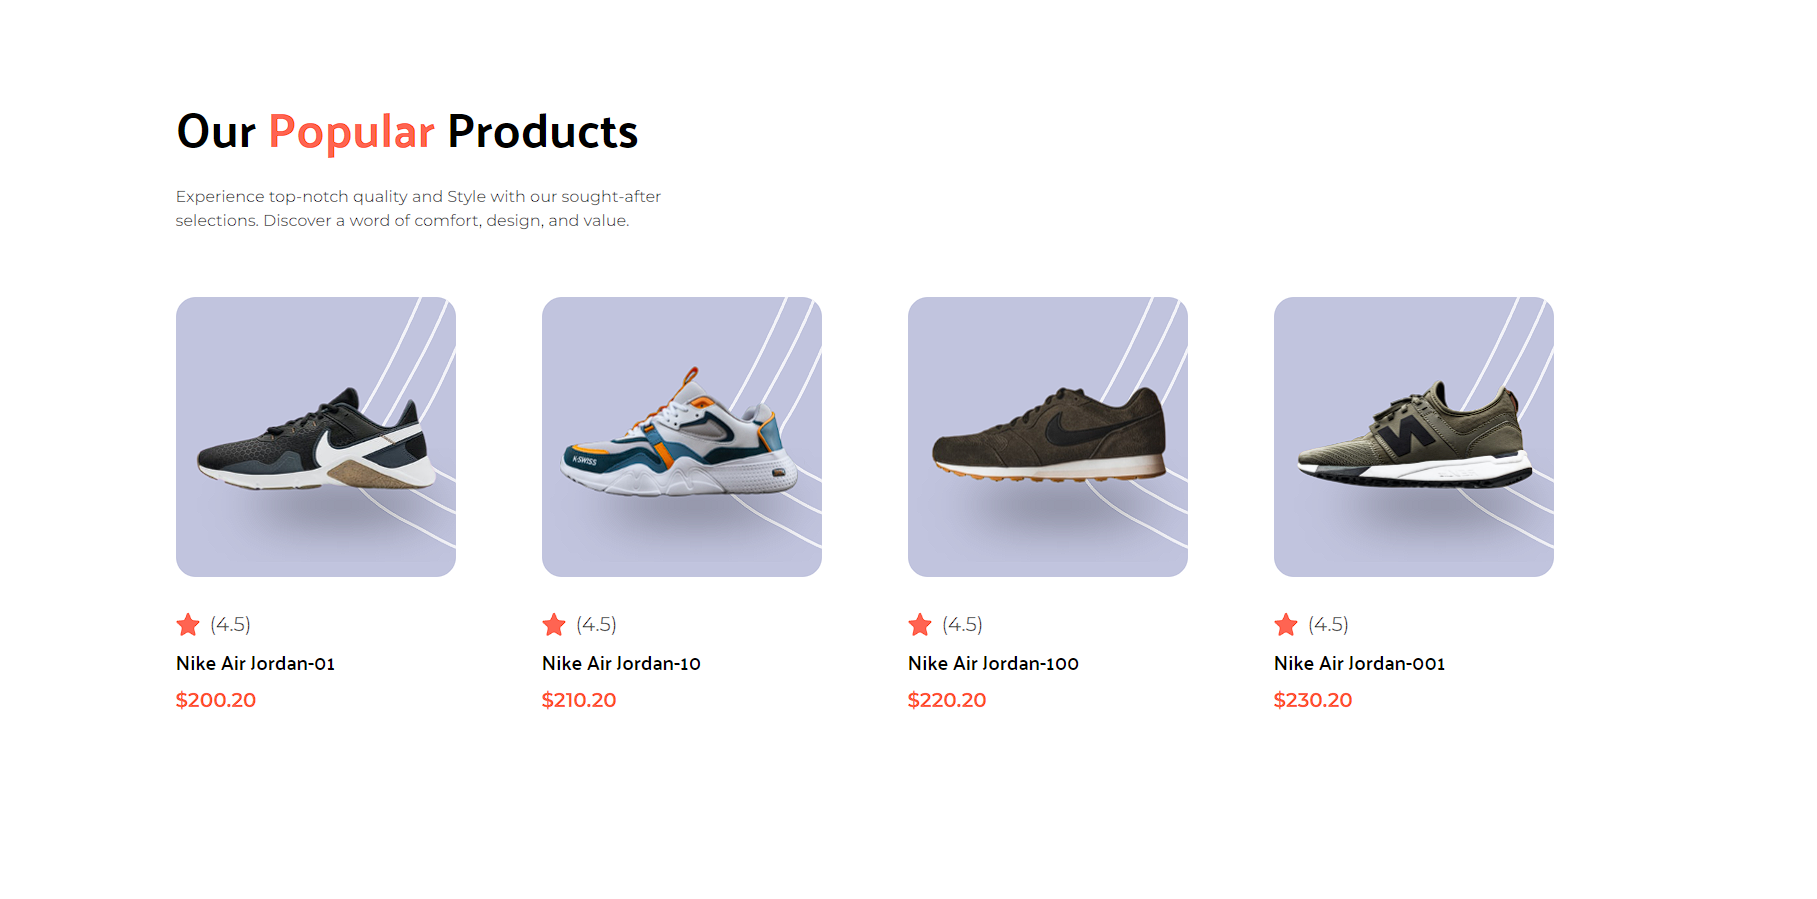 Our Popular Products
Experience top-notch quality and Style with our sought-after
selections. Discover a word of comfort, design, and value.
K-SWISS
(4.5)
Nike Air Jordan-01
$200.20
(4.5)
Nike Air Jordan-10
$210.20
(4.5)
Nike Air Jordan-100
$220.20
(4.5)
Nike Air Jordan-001
$230.20